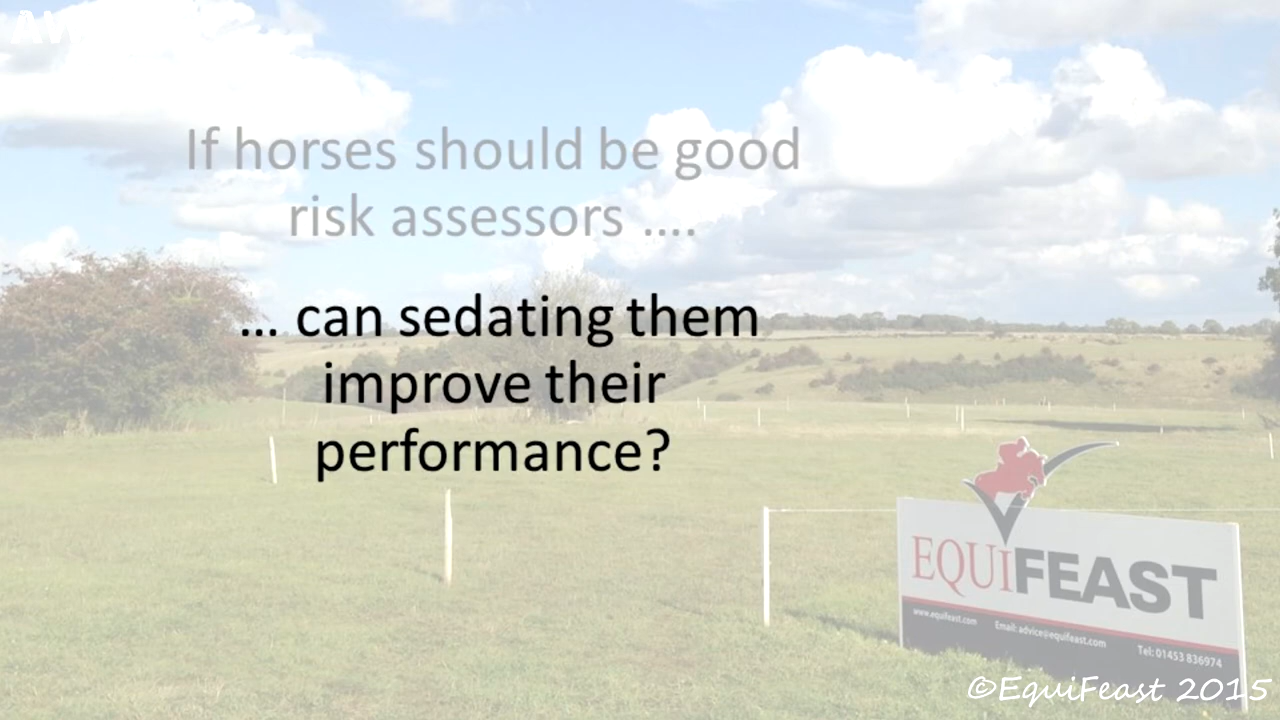 If horses should be good
risk assessors ....
... can sedating them
improve their
performance?
EQUIFEAST
www.equifeast.com Email: advice@equifeast.com Tel: 01453 836974
©EquiFeast 2015